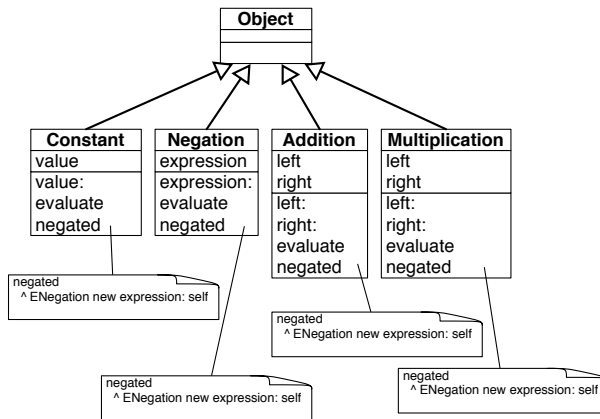 Object
Constant
value
value:
evaluate
negated
Negation
expression
expression:
evaluate
negated
Addition
left
right
left:
right:
evaluate
negated
Multiplication
left
right
left:
right:
evaluate
negated
negated
^ ENegation new expression: self
negated
^ ENegation new expression: self
negated
^ ENegation new expression: self
negated
^ ENegation new expression: self